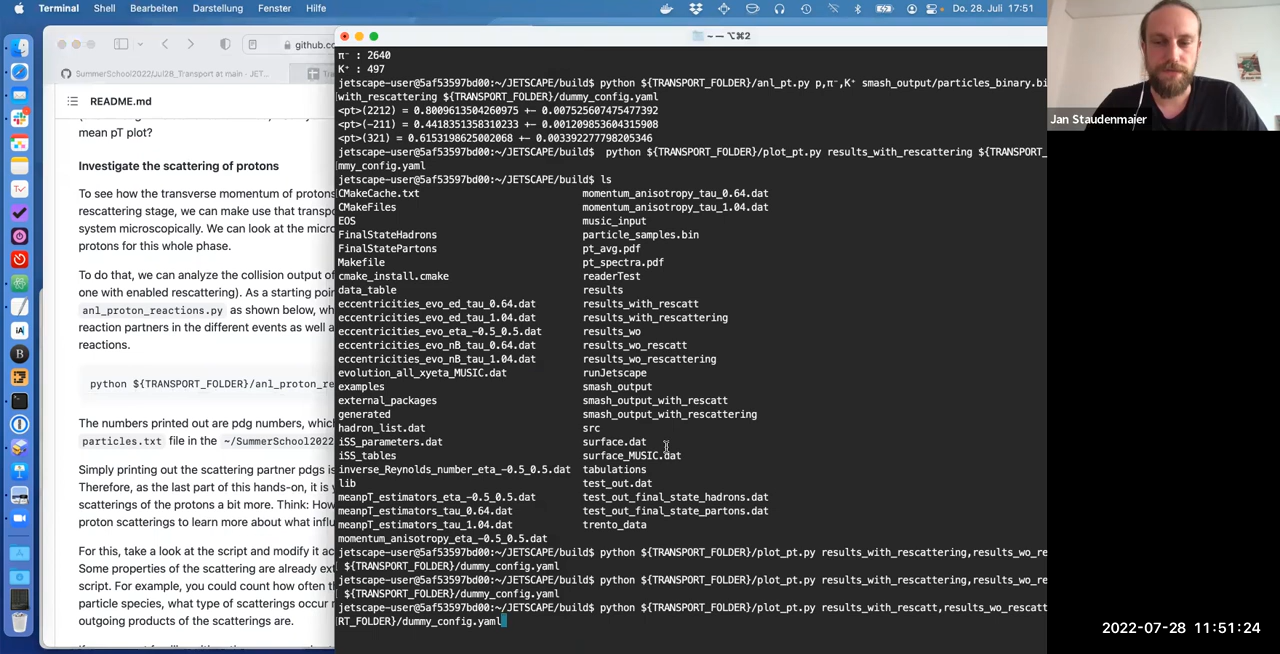 Terminal Shell Bearbeiten Darstellung Fenster Hilfe
Do. 28. Juli 17:51
github.co
SummerSchool2022/Jul28_Transport at main · JET...
README.md
mean pT plot?
Investigate the scattering of protons
To see how the transverse momentum of protons
rescattering stage, we can make use that transpo
system microscopically. We can look at the micro
protons for this whole phase.
To do that, we can analyze the collision output of
one with enabled rescattering). As a starting poin
anl_proton_reactions.py as shown below, wh
reaction partners in the different events as well a
reactions.
python ${TRANSPORT_FOLDER}/anl_proton_re
The numbers printed out are pdg numbers, which
particles.txt file in the ~/SummerSchool2022
Simply printing out the scattering partner pdgs is
Therefore, as the last part of this hands-on, it is y
scatterings of the protons a bit more. Think: How
proton scatterings to learn more about what influ
For this, take a look at the script and modify it ac
Some properties of the scattering are already ext
script. For example, you could count how often th
particle species, what type of scatterings occur m
outgoing products of the scatterings are.
~ — ⌥⌘2
π⁻ : 2640
K⁺ : 497
jetscape-user@5af53597bd00:~/JETSCAPE/build$ python ${TRANSPORT_FOLDER}/anl_pt.py p,π⁻,K⁺ smash_output/particles_binary.bi
with_rescattering ${TRANSPORT_FOLDER}/dummy_config.yaml
<pt>(2212) = 0.809613504260975 +- 0.007525607475477392
<pt>(-211) = 0.4418351358310233 +- 0.0012098403604315908
<pt>(321) = 0.6153198625002068 +- 0.003392277798205346
jetscape-user@5af53597bd00:~/JETSCAPE/build$  python ${TRANSPORT_FOLDER}/plot_pt.py results_with_rescattering ${TRANSPORT_
mmy_config.yaml
jetscape-user@5af53597bd00:~/JETSCAPE/build$ ls
CMakeCache.txt momentum_anisotropy_tau_0.64.dat
CMakeFiles momentum_anisotropy_tau_1.04.dat
EOS music_input
FinalStateHadrons particle_samples.bin
FinalStatePartons pt_avg.pdf
Makefile pt_spectra.pdf
cmake_install.cmake readerTest
data_table results
eccentricities_evo_ed_tau_0.64.dat results_with_rescatt
eccentricities_evo_ed_tau_1.04.dat results_with_rescattering
eccentricities_evo_eta_-0.5_0.5.dat results_wo
eccentricities_evo_nB_tau_0.64.dat results_wo_rescatt
eccentricities_evo_nB_tau_1.04.dat results_wo_rescattering
evolution_all_xyeta_MUSIC.dat runJetscape
examples smash_output
external_packages smash_output_with_rescatt
generated smash_output_with_rescattering
hadron_list.dat src
iSS_parameters.dat surface.dat
iSS_tables surface_MUSIC.dat
inverse_Reynolds_number_eta_-0.5_0.5.dat tabulations
lib test_out.dat
meanpT_estimators_eta_-0.5_0.5.dat test_out_final_state_hadrons.dat
meanpT_estimators_tau_0.64.dat test_out_final_state_partons.dat
meanpT_estimators_tau_1.04.dat trento_data
momentum_anisotropy_eta_-0.5_0.5.dat
jetscape-user@5af53597bd00:~/JETSCAPE/build$ python ${TRANSPORT_FOLDER}/plot_pt.py results_with_rescattering,results_wo_re
${TRANSPORT_FOLDER}/dummy_config.yaml
jetscape-user@5af53597bd00:~/JETSCAPE/build$ python ${TRANSPORT_FOLDER}/plot_pt.py results_with_rescattering,results_wo_re
${TRANSPORT_FOLDER}/dummy_config.yaml
jetscape-user@5af53597bd00:~/JETSCAPE/build$ python ${TRANSPORT_FOLDER}/plot_pt.py results_with_rescatt,results_wo_rescatt
RT_FOLDER}/dummy_config.yaml
Jan Staudenmaier
2022-07-28 11:51:24